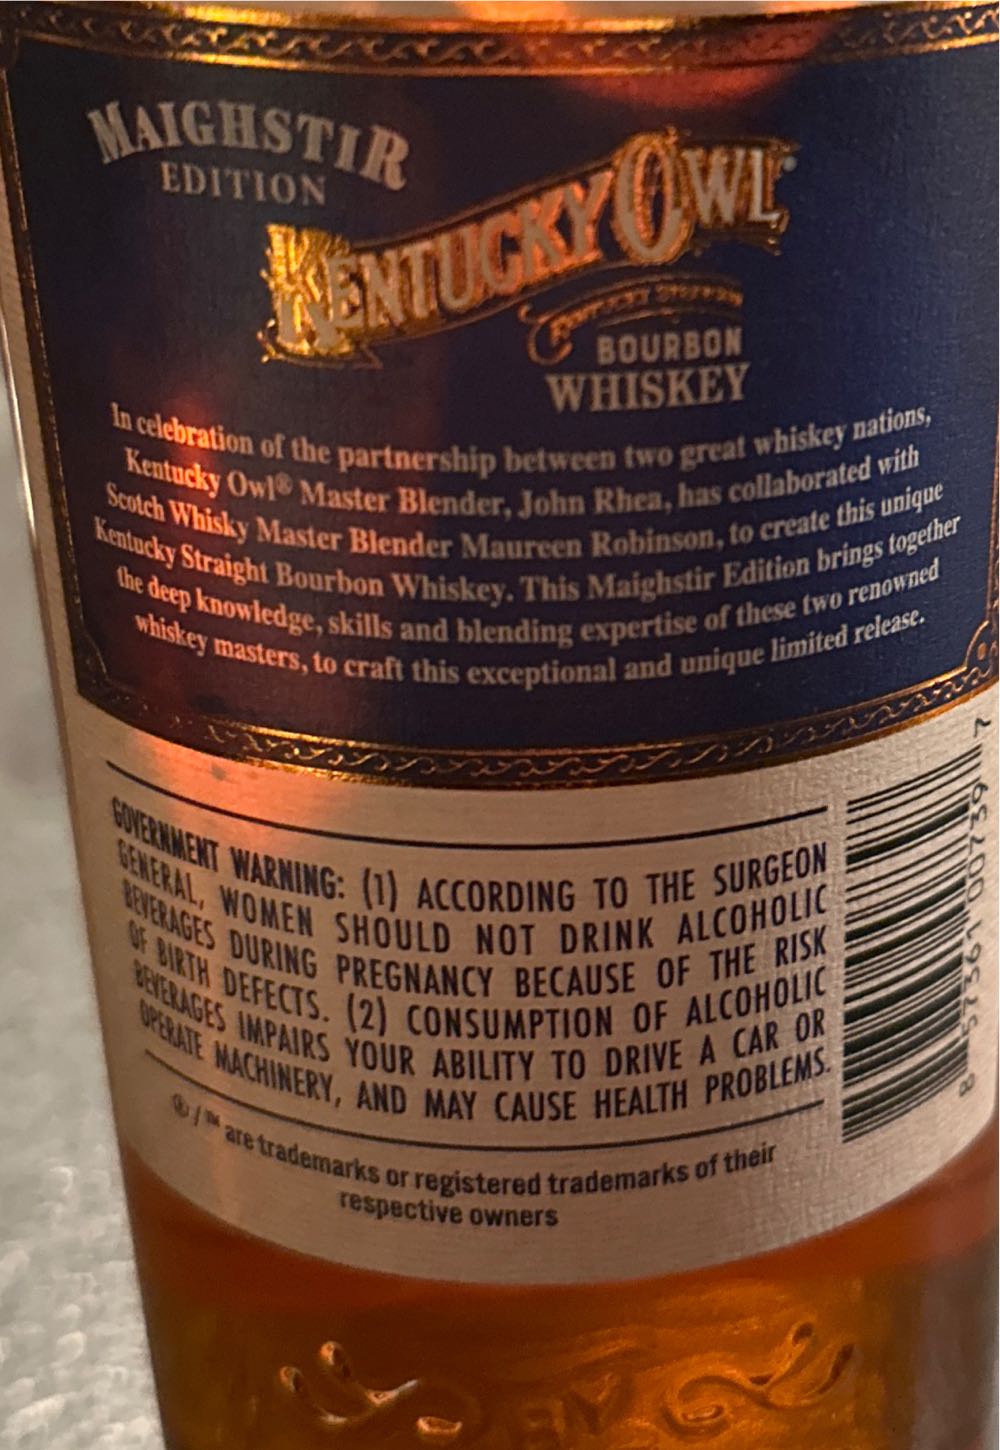 MAIGHSTIR
EDITION
KENTUCKY OWL®
KENTUCKY STRAIGHT
BOURBON
WHISKEY
In celebration of the partnership between two great whiskey nations,
Kentucky Owl® Master Blender, John Rhea, has collaborated with
Scotch Whisky Master Blender Maureen Robinson, to create this unique
Kentucky Straight Bourbon Whiskey. This Maighstir Edition brings together
the deep knowledge, skills and blending expertise of these two renowned
whiskey masters, to craft this exceptional and unique limited release.
GOVERNMENT WARNING: (1) ACCORDING TO THE SURGEON
GENERAL, WOMEN SHOULD NOT DRINK ALCOHOLIC
BEVERAGES DURING PREGNANCY BECAUSE OF THE RISK
OF BIRTH DEFECTS. (2) CONSUMPTION OF ALCOHOLIC
BEVERAGES IMPAIRS YOUR ABILITY TO DRIVE A CAR OR
OPERATE MACHINERY, AND MAY CAUSE HEALTH PROBLEMS.
®/™ are trademarks or registered trademarks of their
respective owners
8 57361 00739 7